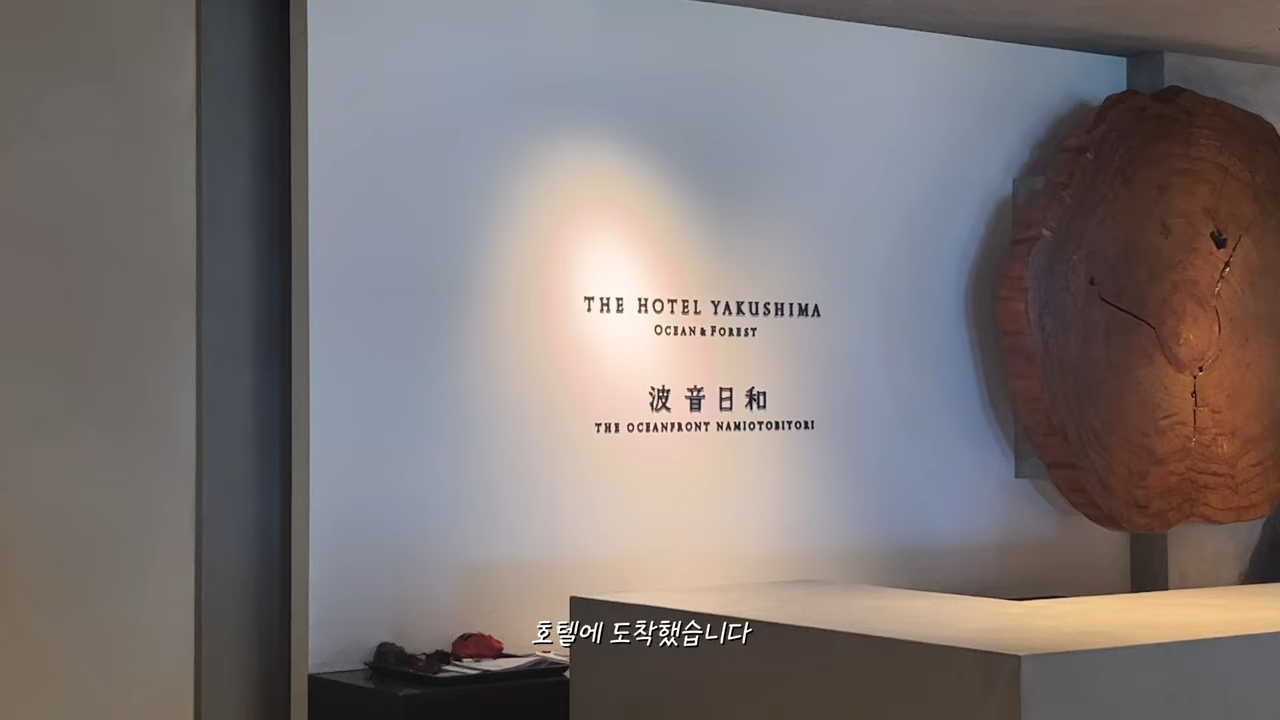 THE HOTEL YAKUSHIMA
OCEAN & FOREST
波音日和
THE OCEANFRONT NAMIOTOBIYORI
호텔에 도착했습니다